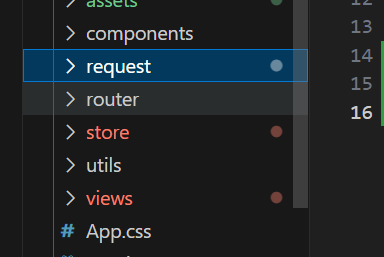 assets
components
request
router
store
utils
views
App.css
12
13
14
15
16